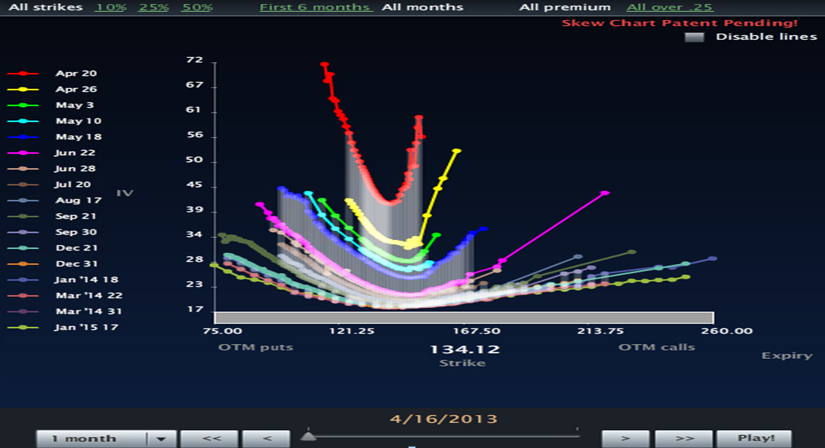 All strikes 10% 25% 50% First 6 months All months All premium All over .25
Skew Chart Patent Pending!
Disable lines
72
67
61
56
50
45
39
34
28
23
17
IV
Apr 20
Apr 26
May 3
May 10
May 18
Jun 22
Jun 28
Jul 20
Aug 17
Sep 21
Sep 30
Dec 21
Dec 31
Jan '14 18
Mar '14 22
Mar '14 31
Jan '15 17
75.00 121.25 167.50 213.75 260.00
OTM puts 134.12 OTM calls
Strike
Expiry
4/16/2013
1 month << < > >> Play!